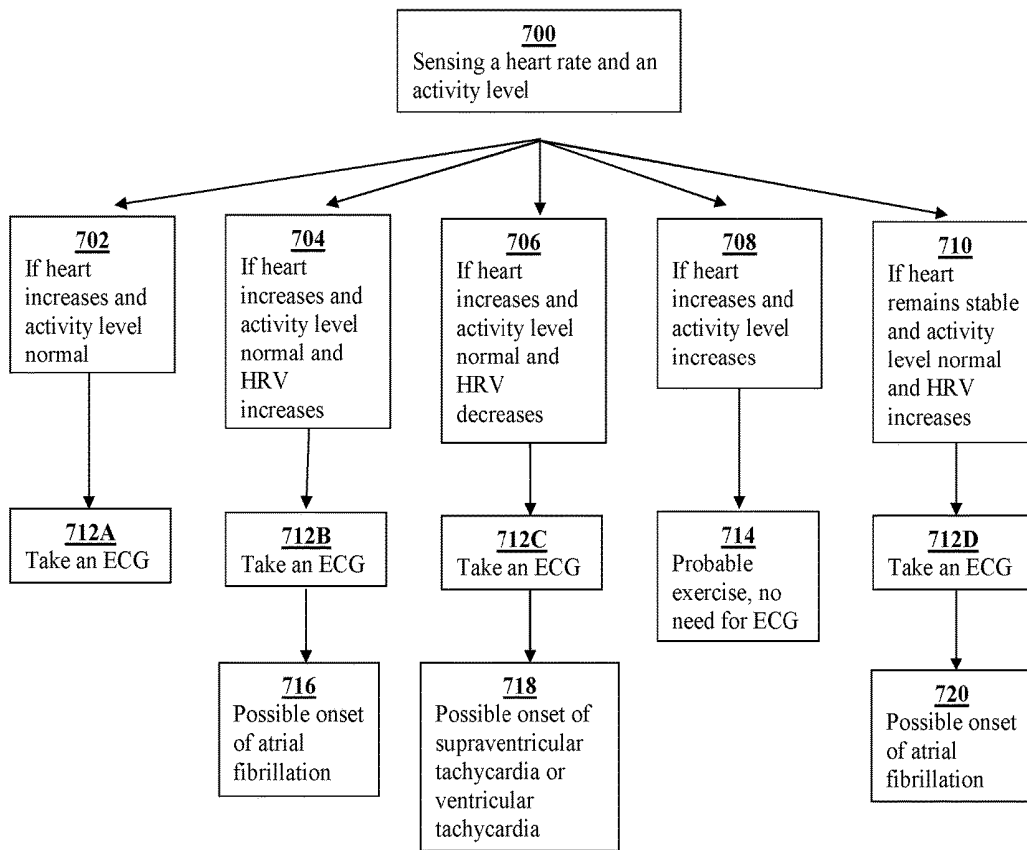 700
Sensing a heart rate and an
activity level
702
If heart
increases and
activity level
normal
704
If heart
increases and
activity level
normal and
HRV
increases
706
If heart
increases and
activity level
normal and
HRV
decreases
708
If heart
increases and
activity level
increases
710
If heart
remains stable
and activity
level normal
and HRV
increases
712A
Take an ECG
712B
Take an ECG
712C
Take an ECG
714
Probable
exercise, no
need for ECG
712D
Take an ECG
716
Possible onset
of atrial
fibrillation
718
Possible onset of
supraventricular
tachycardia or
ventricular
tachycardia
720
Possible onset
of atrial
fibrillation